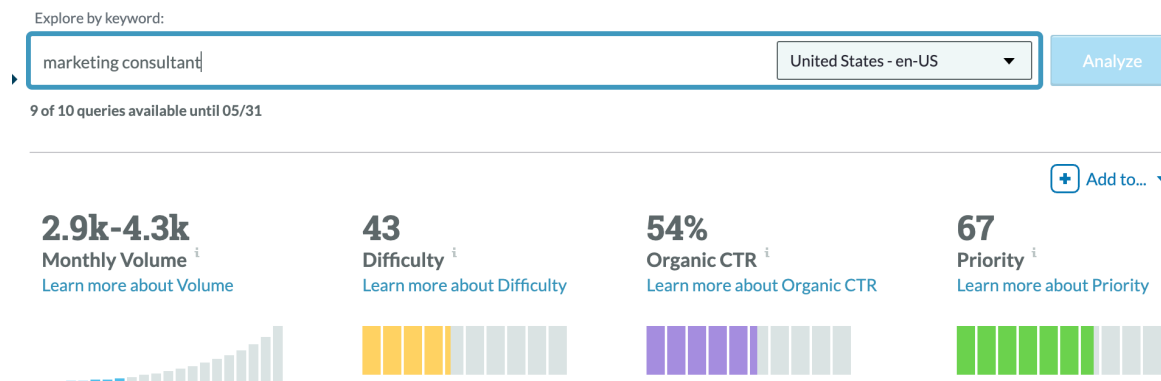 Explore by keyword:
marketing consultant
United States - en-US
Analyze
9 of 10 queries available until 05/31
Add to...
2.9k-4.3k
Monthly Volume i
Learn more about Volume
43
Difficulty i
Learn more about Difficulty
54%
Organic CTR i
Learn more about Organic CTR
67
Priority i
Learn more about Priority